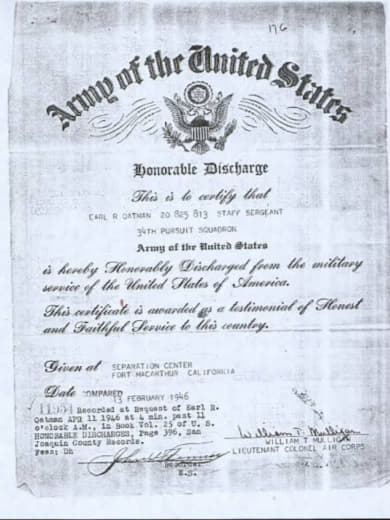 176
Army of the United States
Honorable Discharge
This is to certify that
EARL R OATMAN 20 825 813 STAFF SERGEANT
34TH PURSUIT SQUADRON
Army of the United States
is hereby Honorably Discharged from the military
service of the United States of America.
This certificate is awarded as a testimonial of Honest
and Faithful Service to this country.
Given at SEPARATION CENTER
FORT MACARTHUR CALIFORNIA
Date 13 FEBRUARY 1946
COMPARED
Recorded at Request of Earl R.
Oatman APR 11 1946 at 4 min. past 11
o'clock A.M., in Book Vol. 25 of U. S.
HONORABLE DISCHARGES, Page 396, San
Joaquin County Records.
Fees:
Recorder
William T. Mulligan
WILLIAM T MULLIGAN
LIEUTENANT COLONEL AIR CORPS